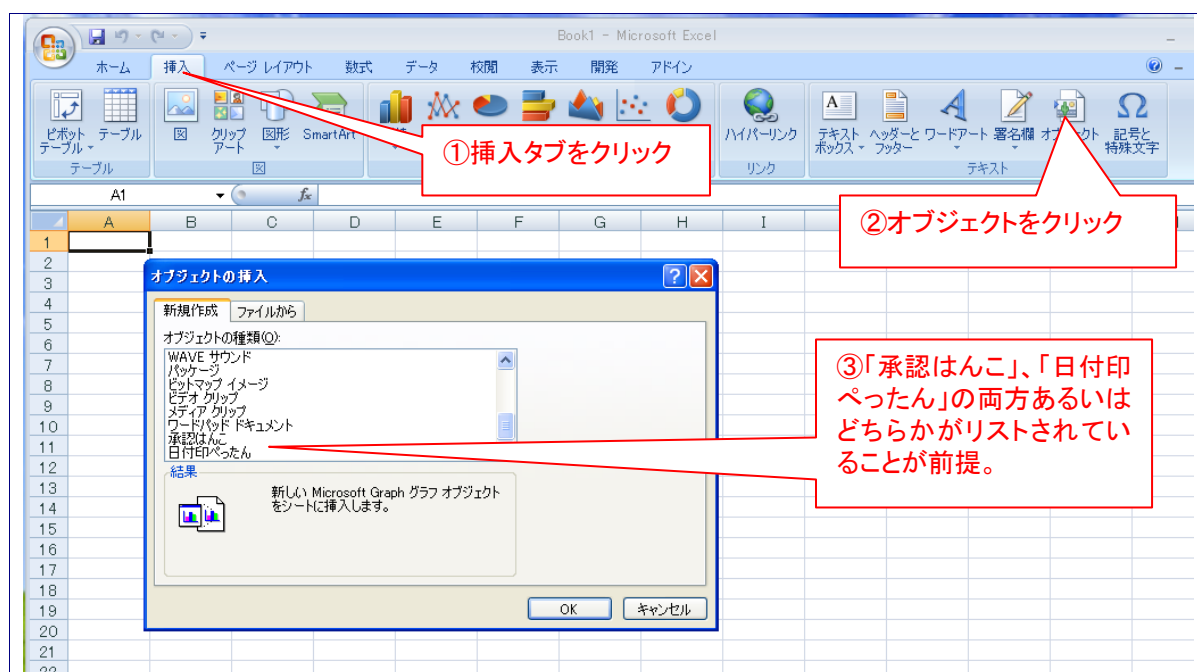 Book1 - Microsoft Excel
ホーム 挿入 ページ レイアウト 数式 データ 校閲 表示 開発 アドイン
ピボット テーブル 図 クリップ 図形 SmartArt ハイパーリンク テキスト ヘッダーと ワードアート 署名欄 オブジェクト 記号と
テーブル アート ボックス フッター 特殊文字
テーブル 図 リンク テキスト
①挿入タブをクリック
A1 fx
②オブジェクトをクリック
A B C D E F G H I
1
2
3
4
5
6
7
8
9
10
11
12
13
14
15
16
17
18
19
20
21
22
オブジェクトの挿入
新規作成 ファイルから
オブジェクトの種類(O):
WAVE サウンド
パッケージ
ビットマップ イメージ
ビデオ クリップ
メディア クリップ
ワードパッド ドキュメント
承認はんこ
日付印ぺったん
結果
新しい Microsoft Graph グラフ オブジェクト
をシートに挿入します。
OK キャンセル
③「承認はんこ」、「日付印
ぺったん」の両方あるいは
どちらかがリストされてい
ることが前提。